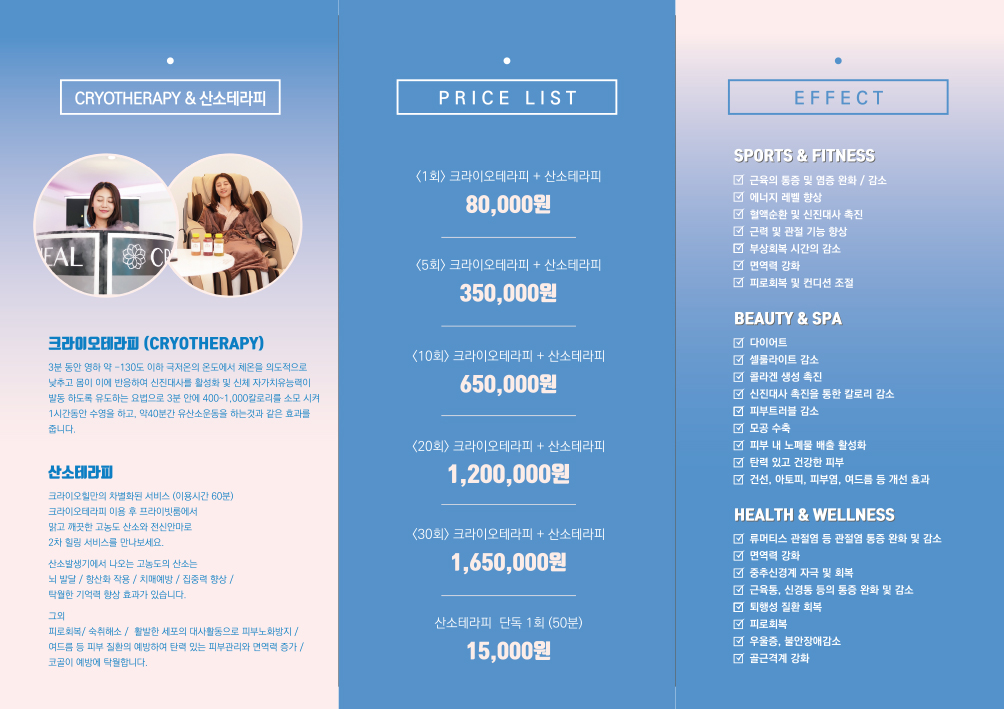 CRYOTHERAPY & 산소테라피
EAL
CR
크라이오테라피 (CRYOTHERAPY)
3분 동안 영하 약 -130도 이하 극저온의 온도에서 체온을 의도적으로
낮추고 몸이 이에 반응하여 신진대사를 활성화 및 신체 자가치유능력이
발동 하도록 유도하는 요법으로 3분 안에 400~1,000칼로리를 소모 시켜
1시간동안 수영을 하고, 약40분간 유산소운동을 하는것과 같은 효과를
줍니다.
산소테라피
크라이오힐만의 차별화된 서비스 (이용시간 60분)
크라이오테라피 이용 후 프라이빗룸에서
맑고 깨끗한 고농도 산소와 전신안마로
2차 힐링 서비스를 만나보세요.
산소발생기에서 나오는 고농도의 산소는
뇌 발달 / 항산화 작용 / 치매예방 / 집중력 향상 /
탁월한 기억력 향상 효과가 있습니다.
그외
피로회복/ 숙취해소 / 활발한 세포의 대사활동으로 피부노화방지 /
여드름 등 피부 질환의 예방하여 탄력 있는 피부관리와 면역력 증가 /
코골이 예방에 탁월합니다.
PRICE LIST
<1회> 크라이오테라피 + 산소테라피
80,000원
<5회> 크라이오테라피 + 산소테라피
350,000원
<10회> 크라이오테라피 + 산소테라피
650,000원
<20회> 크라이오테라피 + 산소테라피
1,200,000원
<30회> 크라이오테라피 + 산소테라피
1,650,000원
산소테라피 단독 1회 (50분)
15,000원
EFFECT
SPORTS & FITNESS
근육의 통증 및 염증 완화 / 감소
에너지 레벨 향상
혈액순환 및 신진대사 촉진
근력 및 관절 기능 향상
부상회복 시간의 감소
면역력 강화
피로회복 및 컨디션 조절
BEAUTY & SPA
다이어트
셀룰라이트 감소
콜라겐 생성 촉진
신진대사 촉진을 통한 칼로리 감소
피부트러블 감소
모공 수축
피부 내 노폐물 배출 활성화
탄력 있고 건강한 피부
건선, 아토피, 피부염, 여드름 등 개선 효과
HEALTH & WELLNESS
류머티스 관절염 등 관절염 통증 완화 및 감소
면역력 강화
중추신경계 자극 및 회복
근육통, 신경통 등의 통증 완화 및 감소
퇴행성 질환 회복
피로회복
우울증, 불안장애감소
골근격계 강화